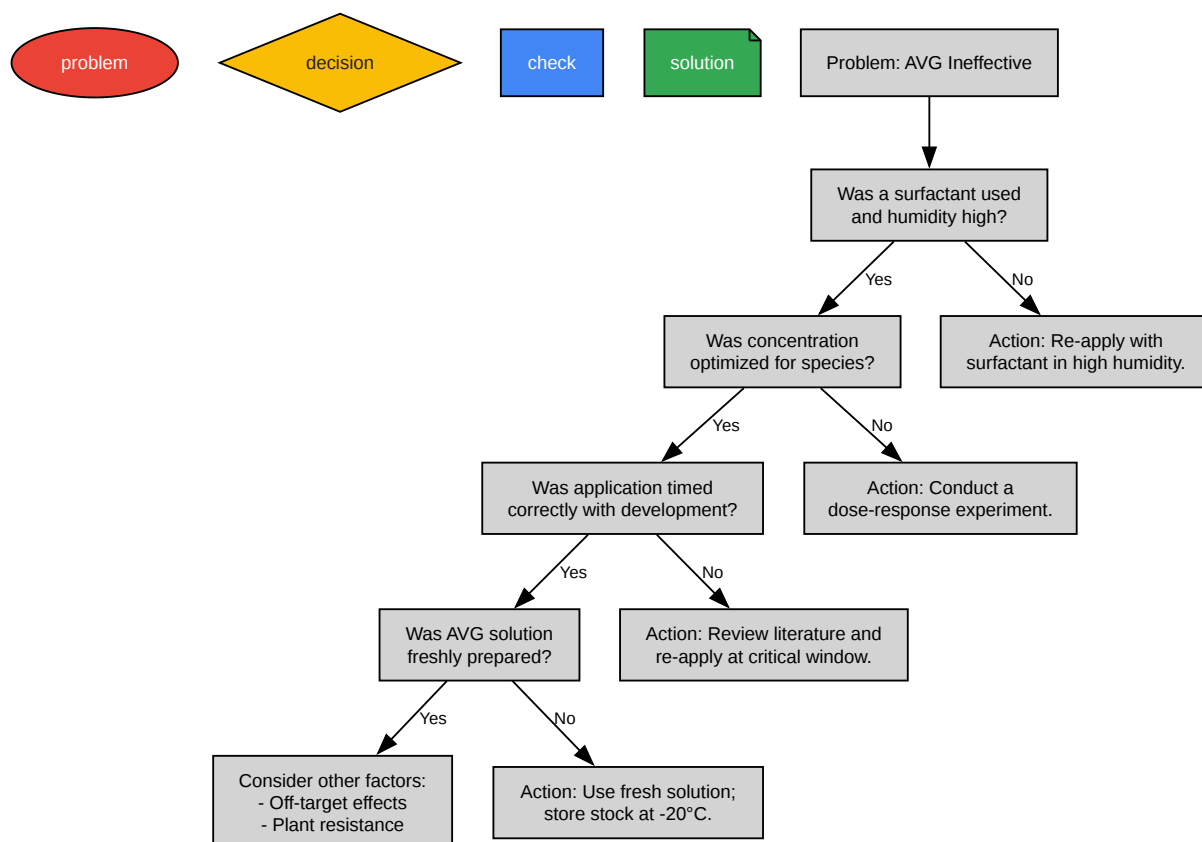 problem
decision
check
solution
Problem: AVG Ineffective
Was a surfactant used
and humidity high?
Yes
No
Was concentration
optimized for species?
Action: Re-apply with
surfactant in high humidity.
Yes
No
Was application timed
correctly with development?
Action: Conduct a
dose-response experiment.
Yes
No
Was AVG solution
freshly prepared?
Action: Review literature and
re-apply at critical window.
Yes
No
Consider other factors:
- Off-target effects
- Plant resistance
Action: Use fresh solution;
store stock at -20°C.